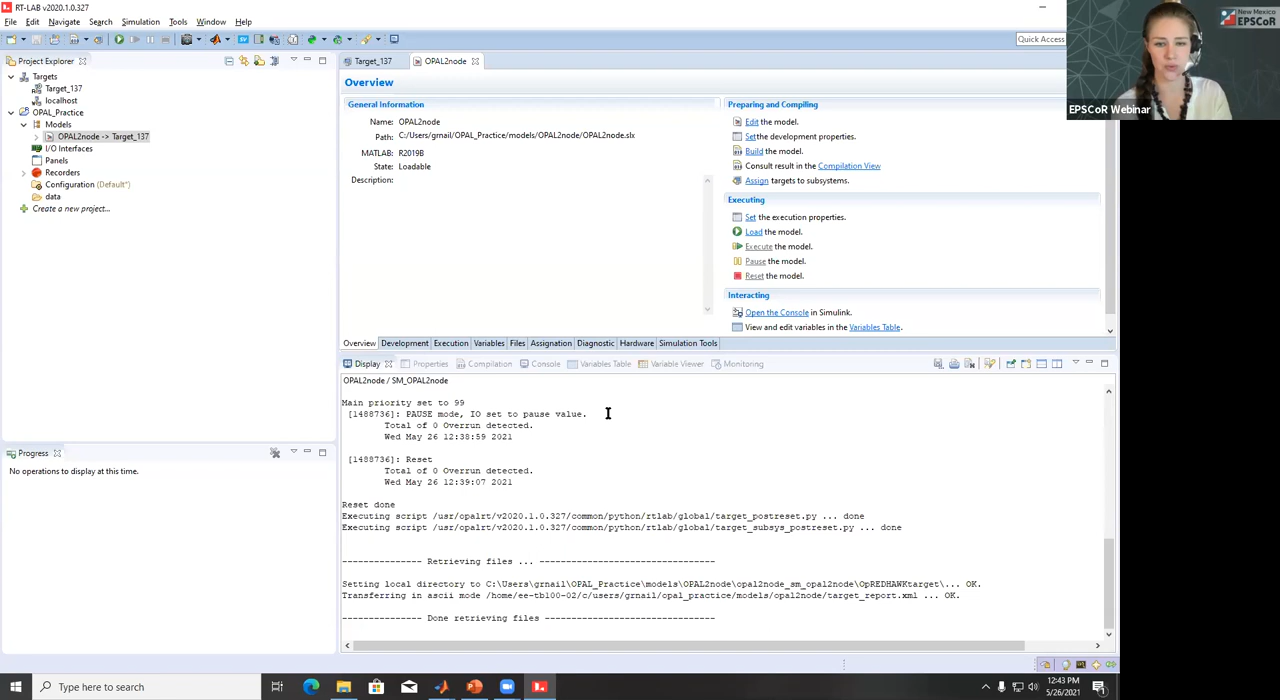 RT-LAB v2020.1.0.327
File Edit Navigate Search Simulation Tools Window Help
Quick Access
New Mexico
EPSCoR
EPSCoR Webinar
Project Explorer
Targets
Target_137
localhost
OPAL_Practice
Models
OPAL2node -> Target_137
I/O Interfaces
Panels
Recorders
Configuration (Default*)
data
Create a new project...
Target_137 OPAL2node
Overview
General Information
Name: OPAL2node
Path: C:/Users/grnail/OPAL_Practice/models/OPAL2node/OPAL2node.slx
MATLAB: R2019B
State: Loadable
Description:
Preparing and Compiling
Edit the model.
Set the development properties.
Build the model.
Consult result in the Compilation View
Assign targets to subsystems.
Executing
Set the execution properties.
Load the model.
Execute the model.
Pause the model.
Reset the model.
Interacting
Open the Console in Simulink.
View and edit variables in the Variables Table.
Overview Development Execution Variables Files Assignation Diagnostic Hardware Simulation Tools
Display Properties Compilation Console Variables Table Variable Viewer Monitoring
OPAL2node / SM_OPAL2node
Main priority set to 99
[1488736]: PAUSE mode, IO set to pause value.
Total of 0 Overrun detected.
Wed May 26 12:38:59 2021
[1488736]: Reset
Total of 0 Overrun detected.
Wed May 26 12:39:07 2021
Reset done
Executing script /usr/opalrt/v2020.1.0.327/common/python/rtlab/global/target_postreset.py ... done
Executing script /usr/opalrt/v2020.1.0.327/common/python/rtlab/global/target_subsys_postreset.py ... done
--------------- Retrieving files ... --------------------------------
Setting local directory to C:\Users\grnail\OPAL_Practice\models\OPAL2node\opal2node_sm_opal2node\OpREDHAWKtarget\... OK.
Transferring in ascii mode /home/ee-tb100-02/c/users/grnail/opal_practice/models/opal2node/target_report.xml ... OK.
--------------- Done retrieving files -------------------------------
Progress
No operations to display at this time.
Type here to search
12:43 PM
5/26/2021